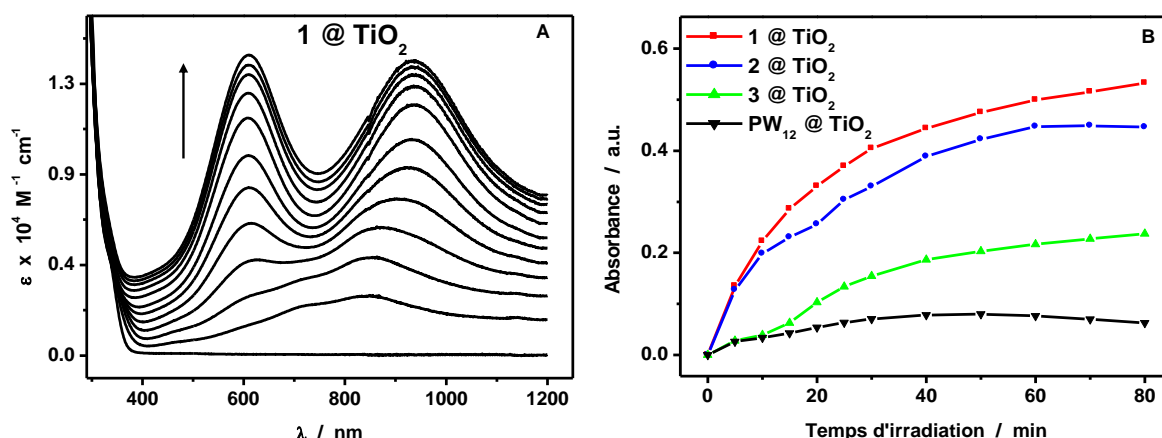 1 @ TiO₂
A
1.3
0.9
0.4
0.0
400 600 800 1000 1200
ε x 10⁴ M⁻¹ cm⁻¹
λ / nm
B
1 @ TiO₂
2 @ TiO₂
3 @ TiO₂
PW₁₂ @ TiO₂
0.6
0.4
0.2
0.0
0 20 40 60 80
Absorbance / a.u.
Temps d'irradiation / min